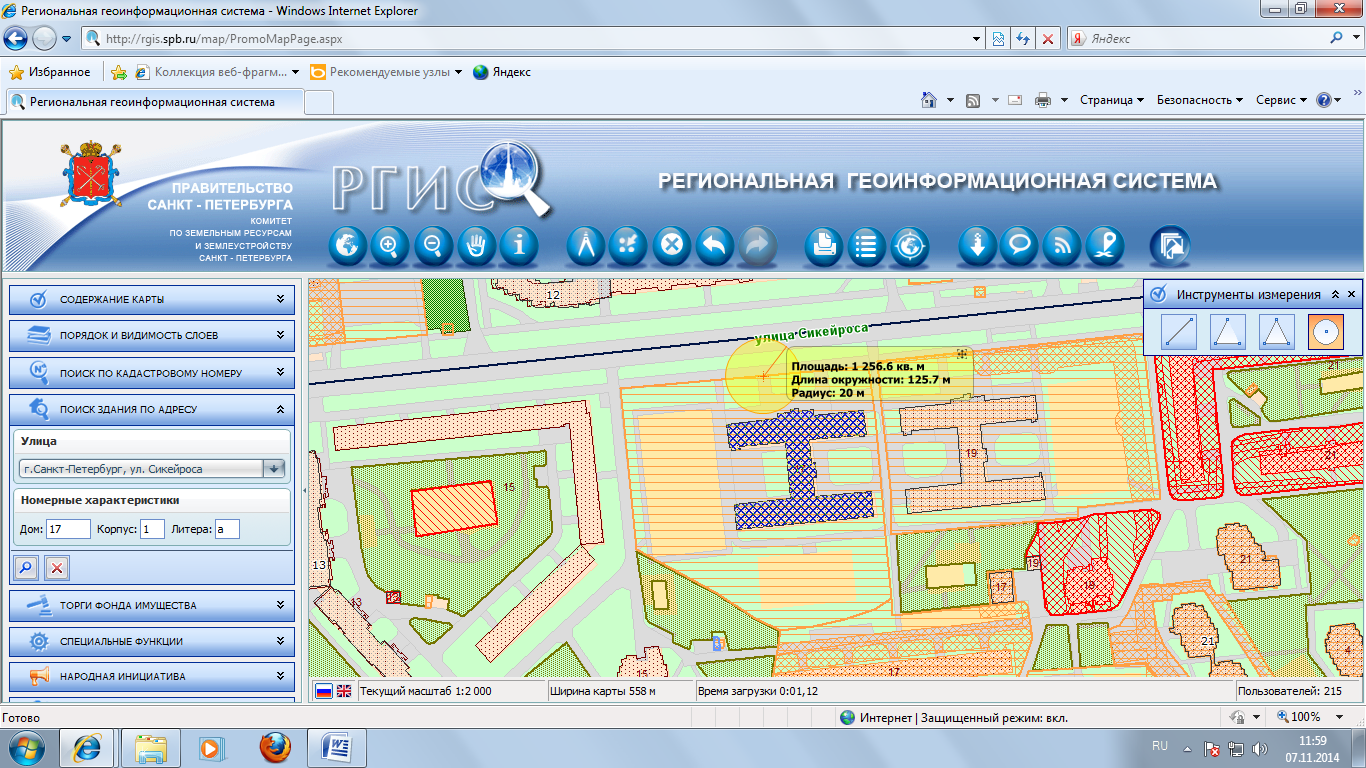 Региональная геоинформационная система - Windows Internet Explorer
http://rgis.spb.ru/map/PromoMapPage.aspx
Яндекс
Избранное
Коллекция веб-фрагм...
Рекомендуемые узлы
Яндекс
Региональная геоинформационная система
Страница
Безопасность
Сервис
ПРАВИТЕЛЬСТВО
САНКТ - ПЕТЕРБУРГА
КОМИТЕТ
ПО ЗЕМЕЛЬНЫМ РЕСУРСАМ
И ЗЕМЛЕУСТРОЙСТВУ
САНКТ - ПЕТЕРБУРГА
РГИС
РЕГИОНАЛЬНАЯ ГЕОИНФОРМАЦИОННАЯ СИСТЕМА
СОДЕРЖАНИЕ КАРТЫ
ПОРЯДОК И ВИДИМОСТЬ СЛОЕВ
ПОИСК ПО КАДАСТРОВОМУ НОМЕРУ
ПОИСК ЗДАНИЯ ПО АДРЕСУ
Улица
г.Санкт-Петербург, ул. Сикейроса
Номерные характеристики
Дом: 17 Корпус: 1 Литера: а
ТОРГИ ФОНДА ИМУЩЕСТВА
СПЕЦИАЛЬНЫЕ ФУНКЦИИ
НАРОДНАЯ ИНИЦИАТИВА
Инструменты измерения
12
улица Сикейроса
Площадь: 1 256.6 кв. м
Длина окружности: 125.7 м
Радиус: 20 м
21
19
15
21
13
19
21
17
13
21
4
15
17
Текущий масштаб 1:2 000
Ширина карты 558 м
Время загрузки 0:01,12
Пользователей: 215
Готово
Интернет | Защищенный режим: вкл.
100%
RU
11:59
07.11.2014